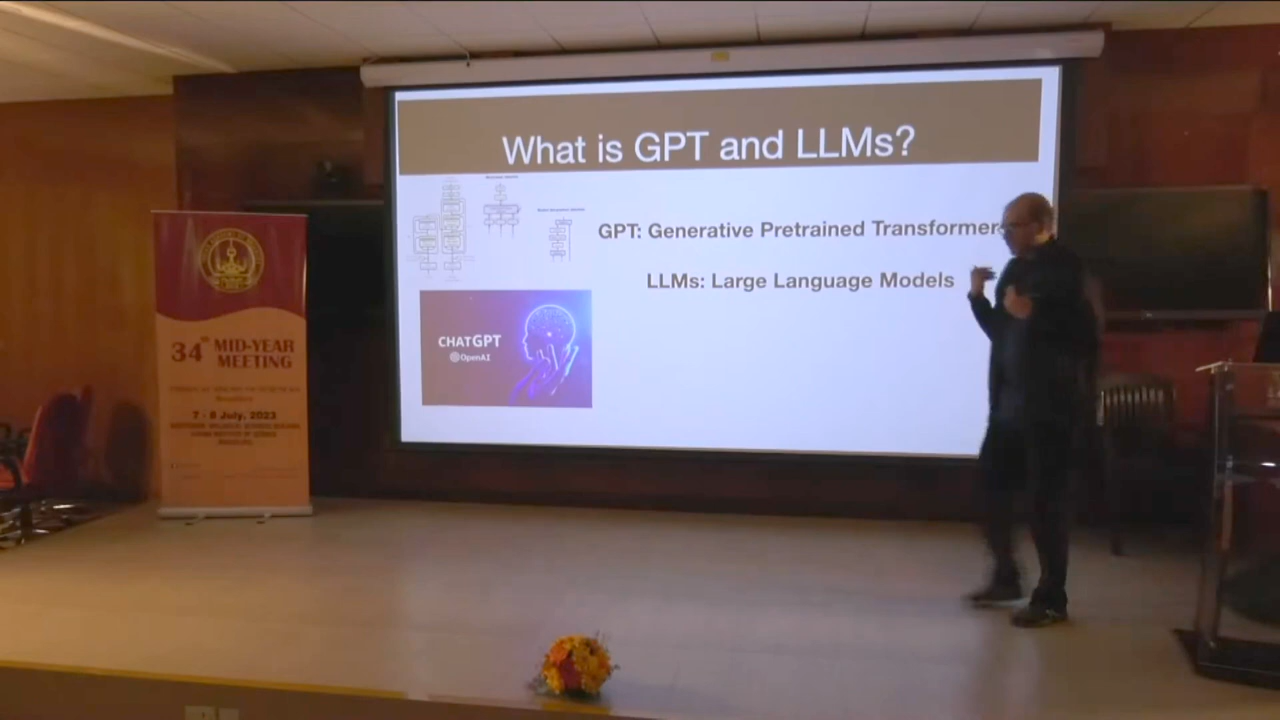 What is GPT and LLMs?
GPT: Generative Pretrained Transformer
LLMs: Large Language Models
CHATGPT
OpenAI
34th MID-YEAR
MEETING
7 - 8 July, 2023